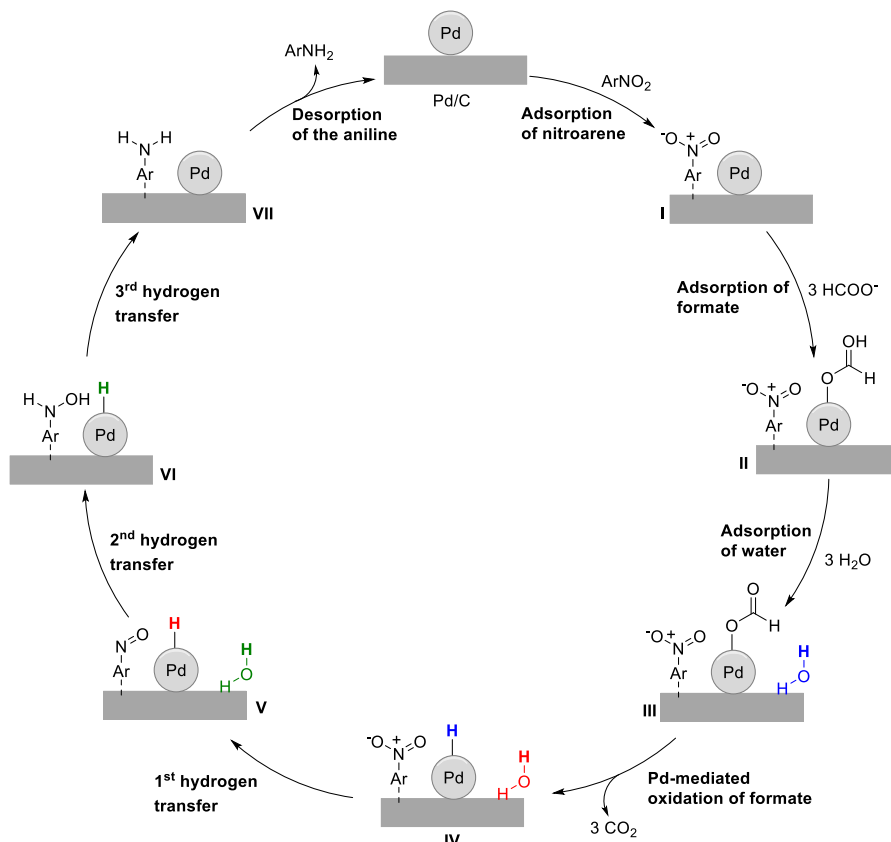 Pd
Pd/C
ArNO2
Adsorption
of nitroarene
-O + O
N
Ar
Pd
I
Adsorption of
formate
3 HCOO-
OH
O H
-O + O
N
Ar
Pd
II
Adsorption
of water
3 H2O
O
O H
-O + O
N
Ar
Pd
H
H O
III
Pd-mediated
oxidation of formate
3 CO2
-O + O
N
Ar
H
Pd
H
H O
IV
1st hydrogen
transfer
N O
Ar
H
Pd
H
H O
V
2nd hydrogen
transfer
H OH
N
Ar
H
Pd
VI
3rd hydrogen
transfer
H H
N
Ar
Pd
VII
Desorption
of the aniline
ArNH2